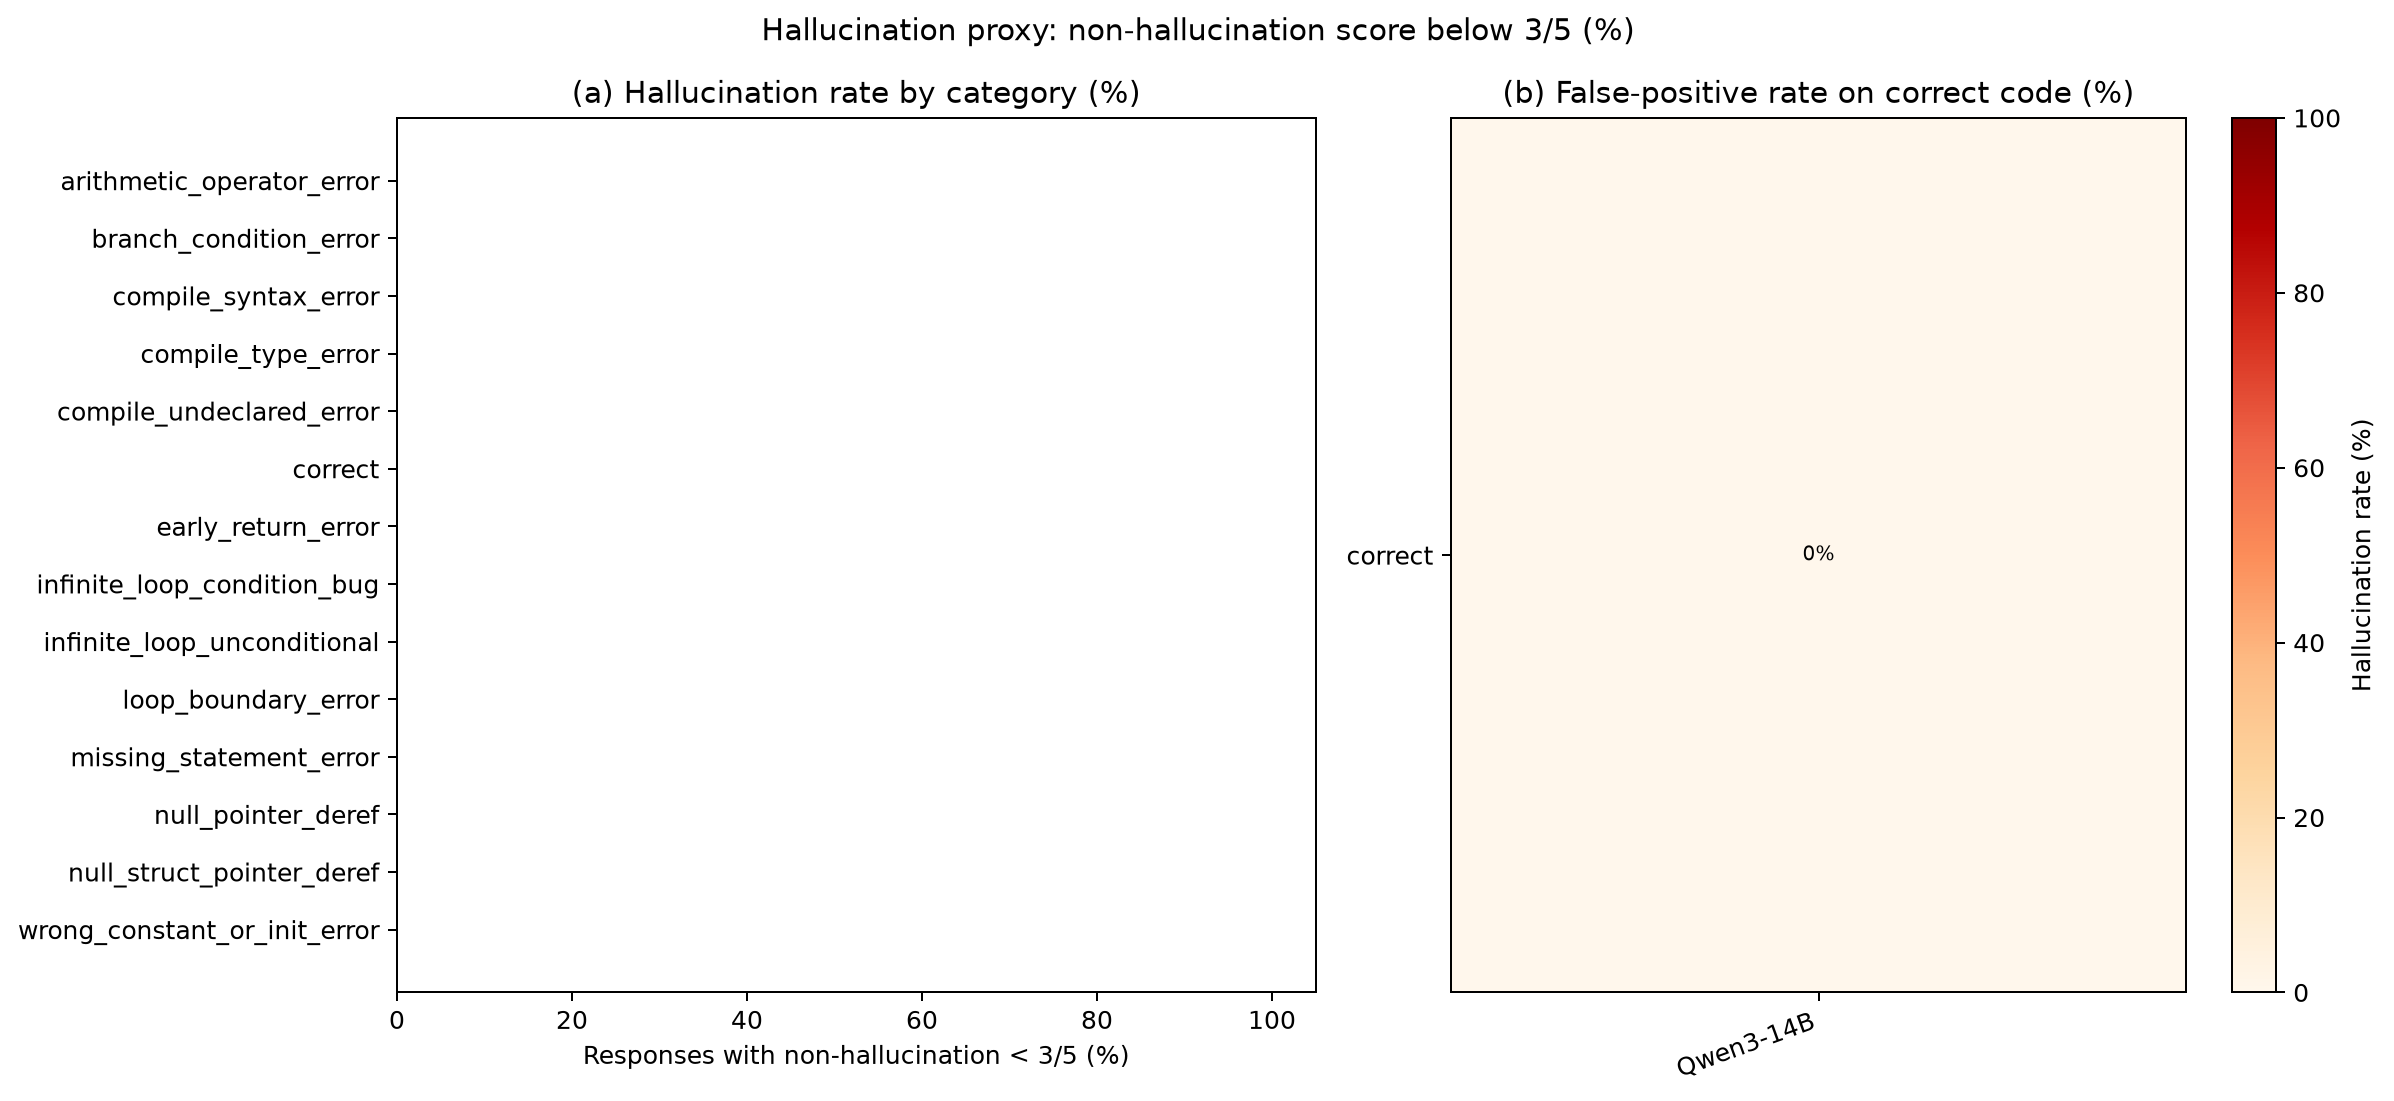 Hallucination proxy: non-hallucination score below 3/5 (%)
(a) Hallucination rate by category (%)
arithmetic_operator_error
branch_condition_error
compile_syntax_error
compile_type_error
compile_undeclared_error
correct
early_return_error
infinite_loop_condition_bug
infinite_loop_unconditional
loop_boundary_error
missing_statement_error
null_pointer_deref
null_struct_pointer_deref
wrong_constant_or_init_error
0 20 40 60 80 100
Responses with non-hallucination < 3/5 (%)
(b) False-positive rate on correct code (%)
correct
0%
Qwen3-14B
100
80
60
40
20
0
Hallucination rate (%)